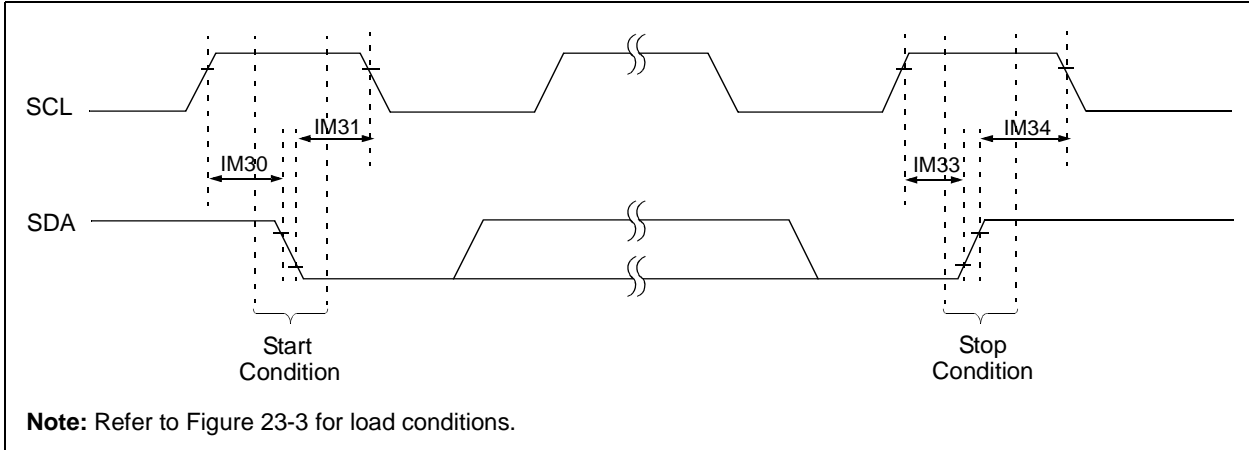 SCL
IM31
IM34
IM30
IM33
SDA
Start
Condition
Stop
Condition
Note: Refer to Figure 23-3 for load conditions.